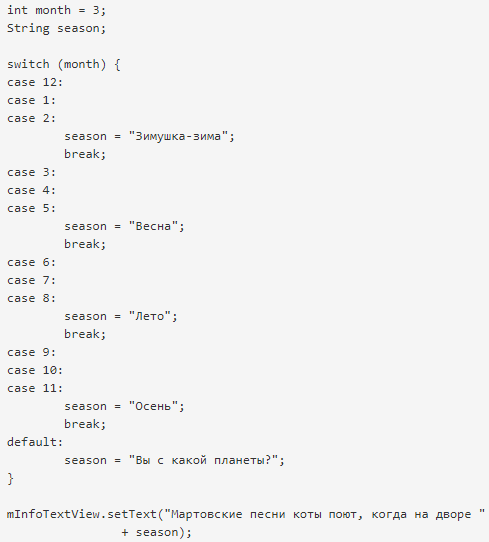 int month = 3;
String season;

switch (month) {
case 12:
case 1:
case 2:
        season = "Зимушка-зима";
        break;
case 3:
case 4:
case 5:
        season = "Весна";
        break;
case 6:
case 7:
case 8:
        season = "Лето";
        break;
case 9:
case 10:
case 11:
        season = "Осень";
        break;
default:
        season = "Вы с какой планеты?";
}

mInfoTextView.setText("Мартовские песни коты поют, когда на дворе "
                + season);